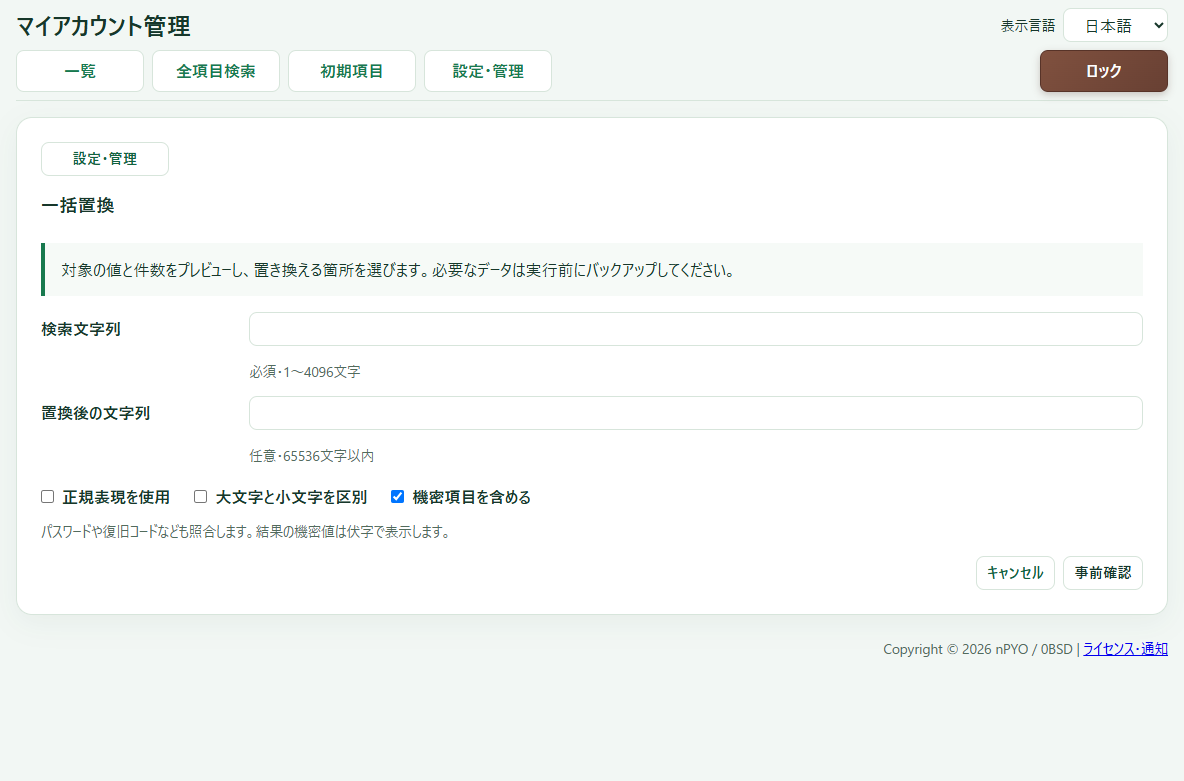 マイアカウント管理
表示言語 日本語
一覧 全項目検索 初期項目 設定・管理 ロック
設定・管理
一括置換
対象の値と件数をプレビューし、置き換える箇所を選びます。必要なデータは実行前にバックアップしてください。
検索文字列
必須・1～4096文字
置換後の文字列
任意・65536文字以内
正規表現を使用 大文字と小文字を区別 機密項目を含める
パスワードや復旧コードなども照合します。結果の機密値は伏字で表示します。
キャンセル 事前確認
Copyright © 2026 nPYO / 0BSD | ライセンス・通知